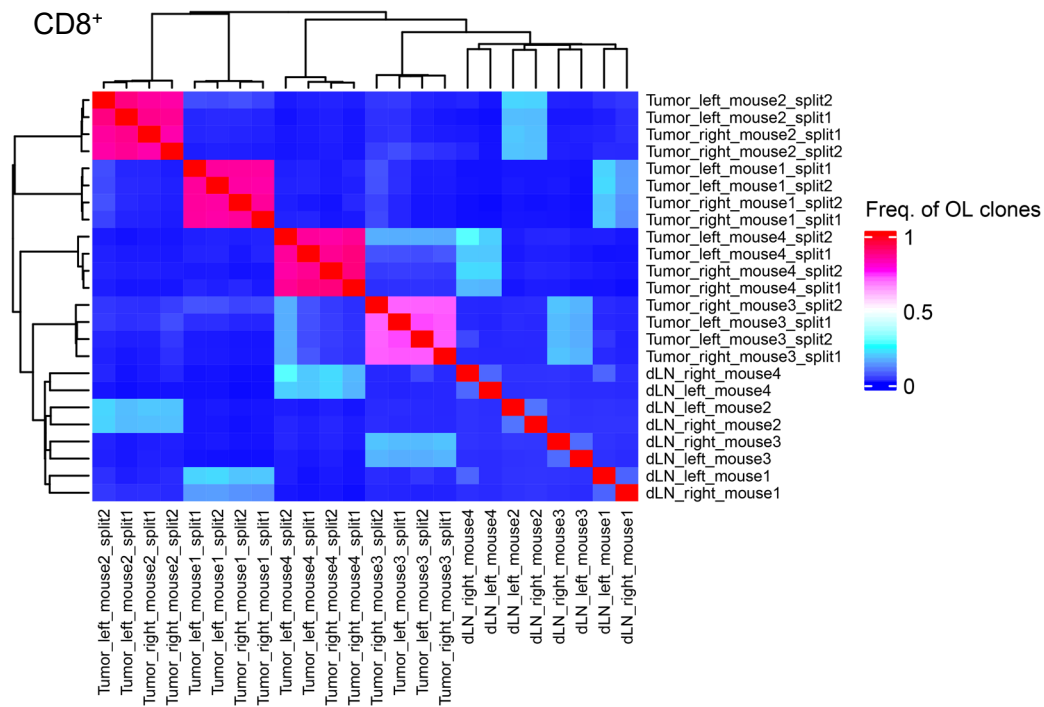 CD8+
Tumor_left_mouse2_split2
Tumor_left_mouse2_split1
Tumor_right_mouse2_split1
Tumor_right_mouse2_split2
Tumor_left_mouse1_split1
Tumor_left_mouse1_split2
Tumor_right_mouse1_split2
Tumor_right_mouse1_split1
Tumor_left_mouse4_split2
Tumor_left_mouse4_split1
Tumor_right_mouse4_split2
Tumor_right_mouse4_split1
Tumor_right_mouse3_split2
Tumor_left_mouse3_split1
Tumor_left_mouse3_split2
Tumor_right_mouse3_split1
dLN_right_mouse4
dLN_left_mouse4
dLN_left_mouse2
dLN_right_mouse2
dLN_right_mouse3
dLN_left_mouse3
dLN_left_mouse1
dLN_right_mouse1
Freq. of OL clones
1
0.5
0
Tumor_left_mouse2_split2
Tumor_left_mouse2_split1
Tumor_right_mouse2_split1
Tumor_right_mouse2_split2
Tumor_left_mouse1_split1
Tumor_left_mouse1_split2
Tumor_right_mouse1_split2
Tumor_right_mouse1_split1
Tumor_left_mouse4_split2
Tumor_left_mouse4_split1
Tumor_right_mouse4_split2
Tumor_right_mouse4_split1
Tumor_right_mouse3_split2
Tumor_left_mouse3_split1
Tumor_left_mouse3_split2
Tumor_right_mouse3_split1
dLN_right_mouse4
dLN_left_mouse4
dLN_left_mouse2
dLN_right_mouse2
dLN_right_mouse3
dLN_left_mouse3
dLN_left_mouse1
dLN_right_mouse1